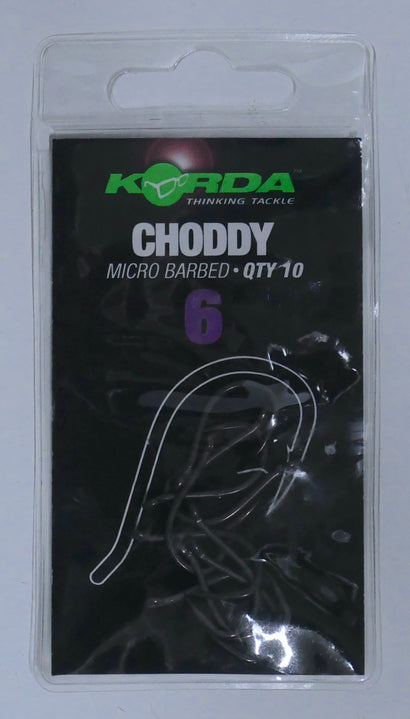 KORDA
THINKING TACKLE
CHODDY
MICRO BARBED • QTY 10
6